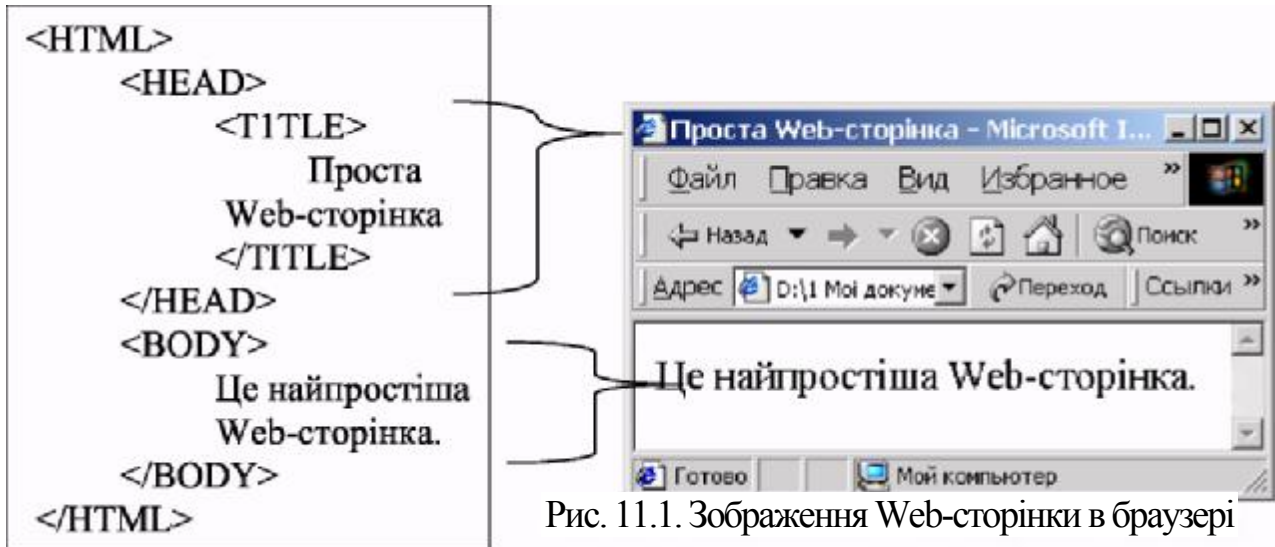 <HTML>
<HEAD>
<T1TLE>
Проста
Web-сторінка
</TITLE>
</HEAD>
<BODY>
Це найпростіша
Web-сторінка.
</BODY>
</HTML>
Проста Web-сторінка - Microsoft I...
Файл Правка Вид Избранное »
Назад Поиск »
Адрес D:\1 Мої докуме Переход Ссылки »
Це найпростіша Web-сторінка.
Готово Мой компьютер
Рис. 11.1. Зображення Web-сторінки в браузері